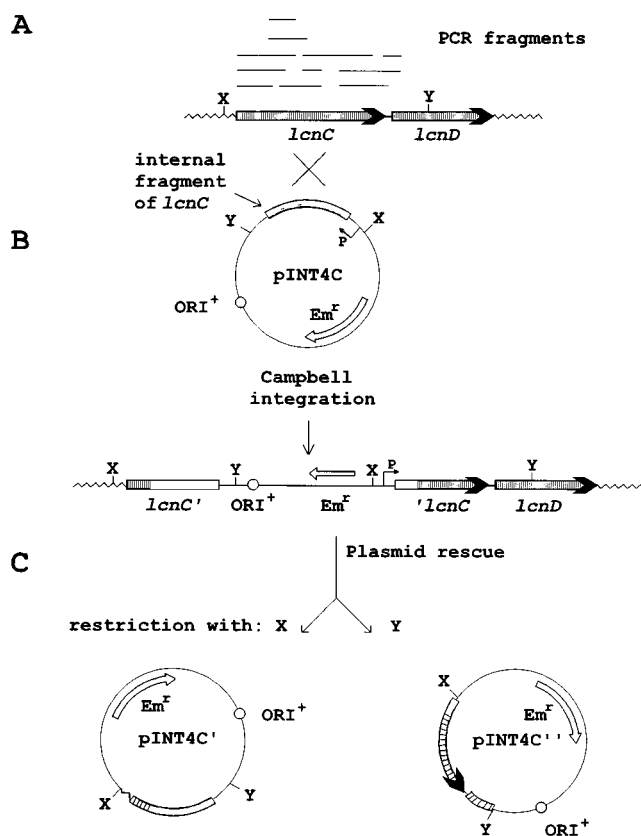 A
PCR fragments
X
Y
lcnC
lcnD
internal
fragment
of lcnC
Y
X
P
B
pINT4C
ORI+
Emr
Campbell
integration
X
Y
P
X
Y
lcnC'
ORI+
Emr
'lcnC
lcnD
C
Plasmid rescue
restriction with: X Y
Emr
ORI+
pINT4C'
X
Y
X
Emr
pINT4C''
Y
ORI+